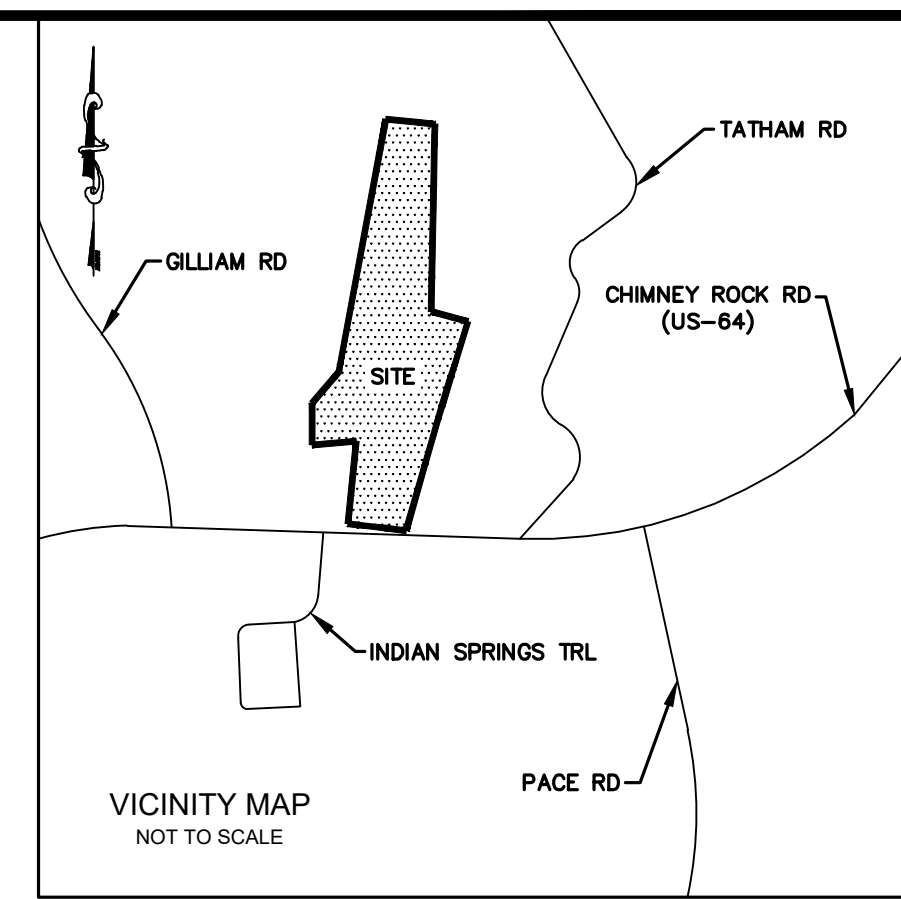 TATHAM RD
GILLIAM RD
CHIMNEY ROCK RD
(US-64)
SITE
INDIAN SPRINGS TRL
PACE RD
VICINITY MAP
NOT TO SCALE